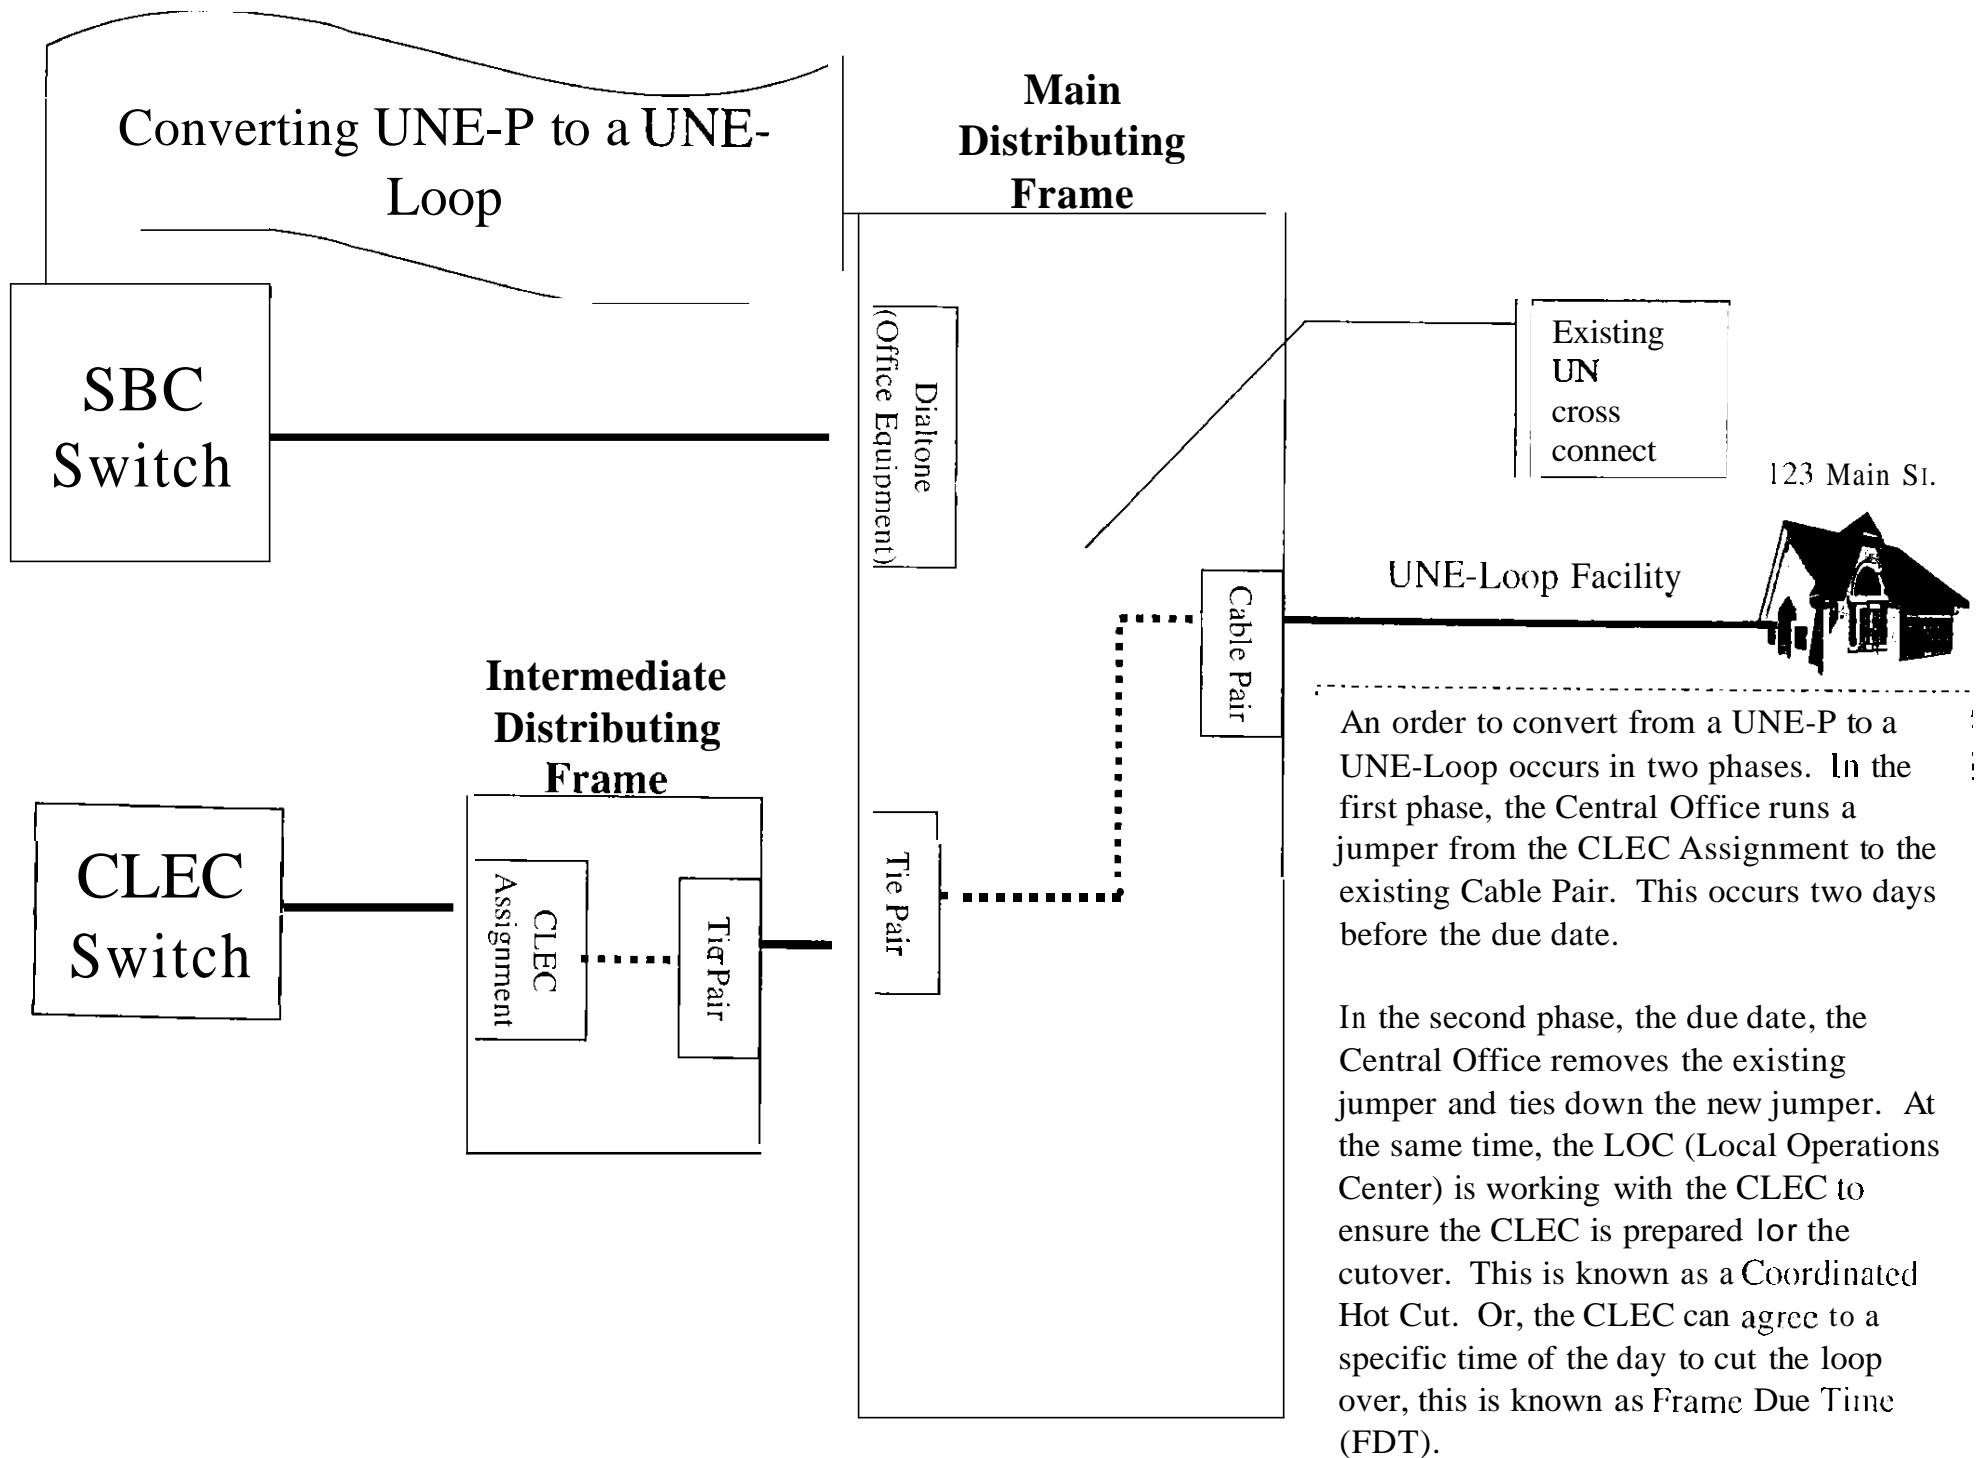 Converting UNE-P to a UNE-
Loop
Main
Distributing
Frame
SBC
Switch
(Office Equipment)
Dialtone
Existing
UN
cross
connect
123 Main St.
UNE-Loop Facility
Cable Pair
Intermediate
Distributing
Frame
CLEC
Switch
CLEC
Assignment
Tie Pair
Tie Pair
An order to convert from a UNE-P to a
UNE-Loop occurs in two phases. In the
first phase, the Central Office runs a
jumper from the CLEC Assignment to the
existing Cable Pair. This occurs two days
before the due date.
In the second phase, the due date, the
Central Office removes the existing
jumper and ties down the new jumper. At
the same time, the LOC (Local Operations
Center) is working with the CLEC to
ensure the CLEC is prepared for the
cutover. This is known as a Coordinated
Hot Cut. Or, the CLEC can agree to a
specific time of the day to cut the loop
over, this is known as Frame Due Time
(FDT).